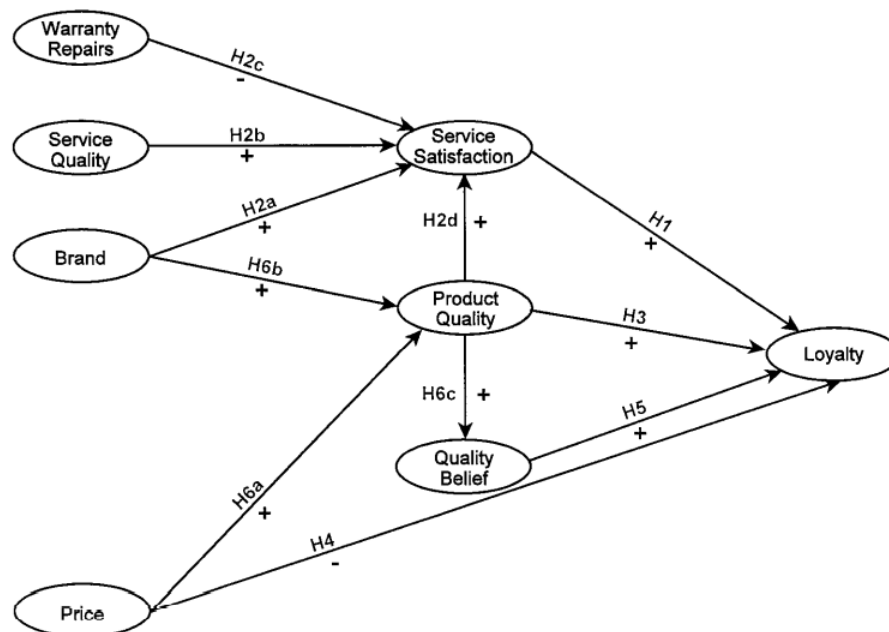 Warranty
Repairs
H2c
-
Service
Quality
H2b
+
Service
Satisfaction
H2a
+
H1
+
Brand
H6b
+
H2d
+
Product
Quality
H3
+
Loyalty
H6c
+
H5
+
Quality
Belief
H6a
+
H4
-
Price